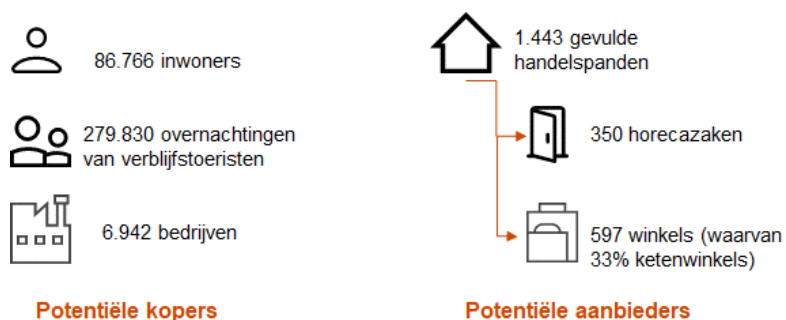 86.766 inwoners
279.830 overnachtingen
van verblijfstoeristen
6.942 bedrijven
Potentiële kopers
1.443 gevulde
handelspanden
350 horecazaken
597 winkels (waarvan
33% ketenwinkels)
Potentiële aanbieders